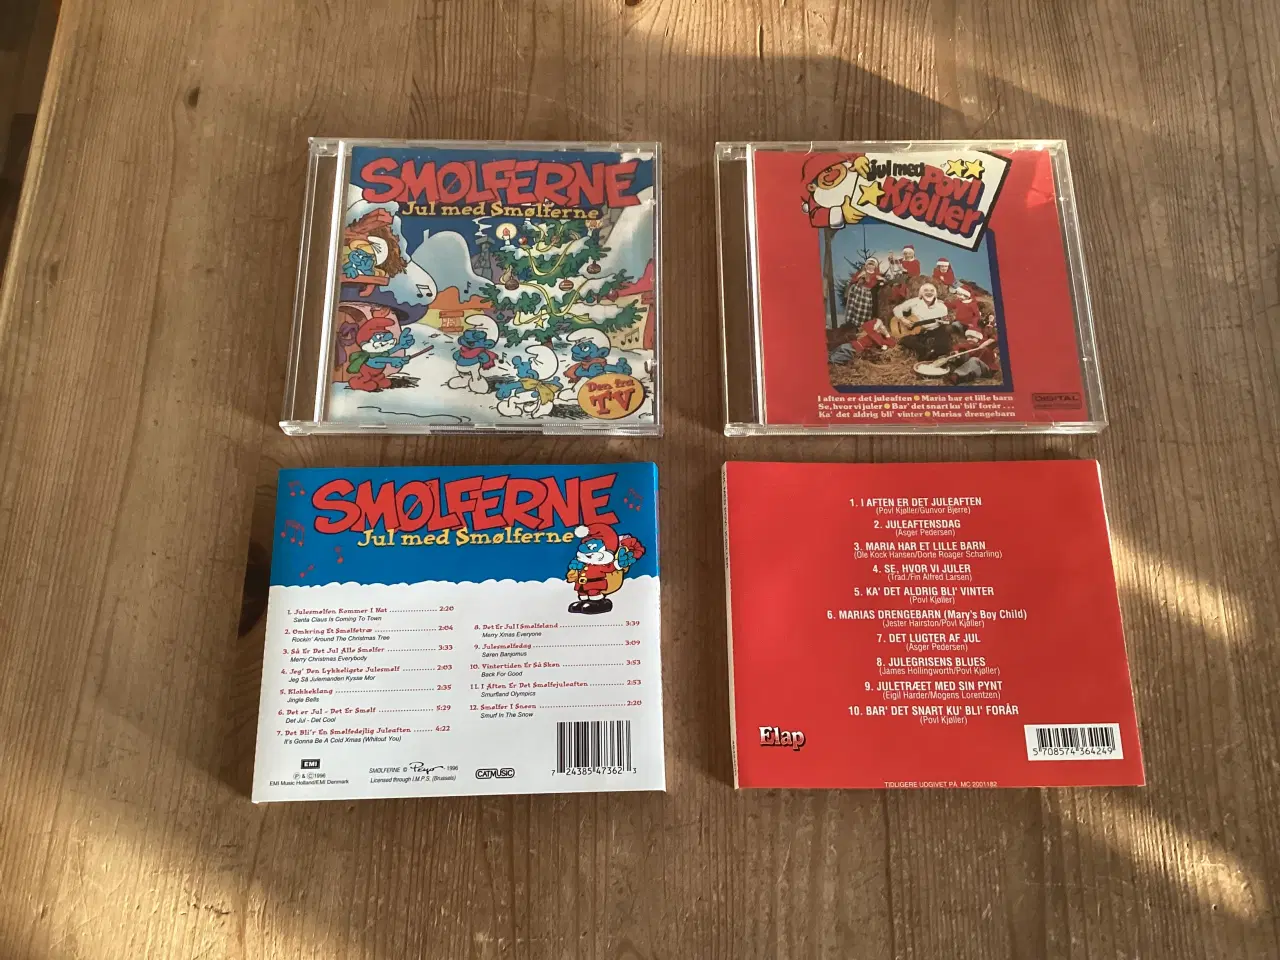 SMØLFERNE
Jul med Smølferne
Den fra
TV
jul med
Povl
Kjøller
I aften er det juleaften Maria har et lille barn
Se, hvor vi juler Bar' det snart ku' bli' forår...
Ka' det aldrig bli' vinter Marias drengebarn
DIGITAL
SMØLFERNE
Jul med Smølferne
1. Julesmølfen Kommer I Nat 2:20
Santa Claus Is Coming To Town
2. Omkring Et Smølfetræ 2:04
Rockin' Around The Christmas Tree
3. Så Er Det Jul Alle Smølfer 3:33
Merry Christmas Everybody
4. Jeg' Den Lykkeligste Julesmølf 2:03
Jeg Så Julemanden Kysse Mor
5. Klokkeklang 2:35
Jingle Bells
6. Det er Jul - Det Er Smølf 5:29
Det Jul - Det Cool
7. Det Bli'r En Smølfedejlig Juleaften 4:22
It's Gonna Be A Cold Xmas (Whitout You)
8. Det Er Jul I Smølfeland 3:39
Merry Xmas Everyone
9. Julesmølfedag 3:09
Søren Banjomus
10. Vintertiden Er Så Skøn 3:53
Back For Good
11. I Aften Er Det Smølfejuleaften 2:53
Smurfland Olympics
12. Smølfer I Sneen 2:20
Smurf In The Snow
EMI
℗ & © 1996
EMI Music Holland/EMI Denmark
SMØLFERNE © Peyo 1996
Licensed through I.M.P.S. (Brussels)
CATMUSIC
7 24385 47362 3
1. I AFTEN ER DET JULEAFTEN
(Povl Kjøller/Gunvor Bjerre)
2. JULEAFTENSDAG
(Asger Pedersen)
3. MARIA HAR ET LILLE BARN
(Ole Kock Hansen/Dorte Roager Scharling)
4. SE, HVOR VI JULER
(Trad./Fin Alfred Larsen)
5. KA' DET ALDRIG BLI' VINTER
(Povl Kjøller)
6. MARIAS DRENGEBARN (Mary's Boy Child)
(Jester Hairston/Povl Kjøller)
7. DET LUGTER AF JUL
(Asger Pedersen)
8. JULEGRISENS BLUES
(James Hollingworth/Povl Kjøller)
9. JULETRÆET MED SIN PYNT
(Eigil Harder/Mogens Lorentzen)
10. BAR' DET SNART KU' BLI' FORÅR
(Povl Kjøller)
Elap
5 708574 364249
TIDLIGERE UDGIVET PÅ MC 2001182